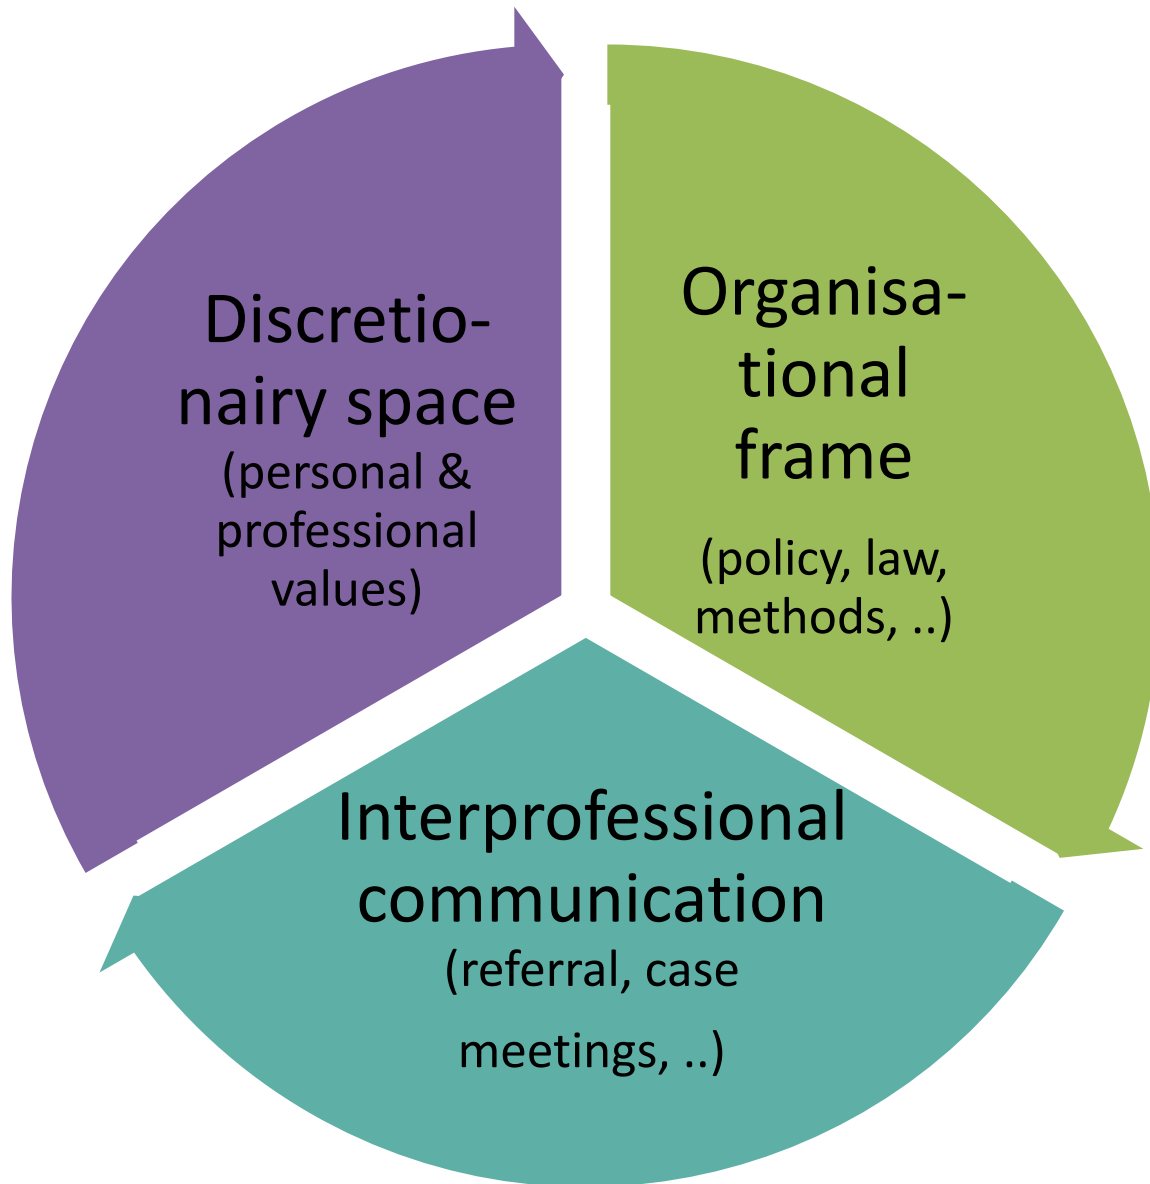 Discretio-
nairy space
(personal &
professional
values)
Organisa-
tional
frame
(policy, law,
methods, ..)
Interprofessional
communication
(referral, case
meetings, ..)